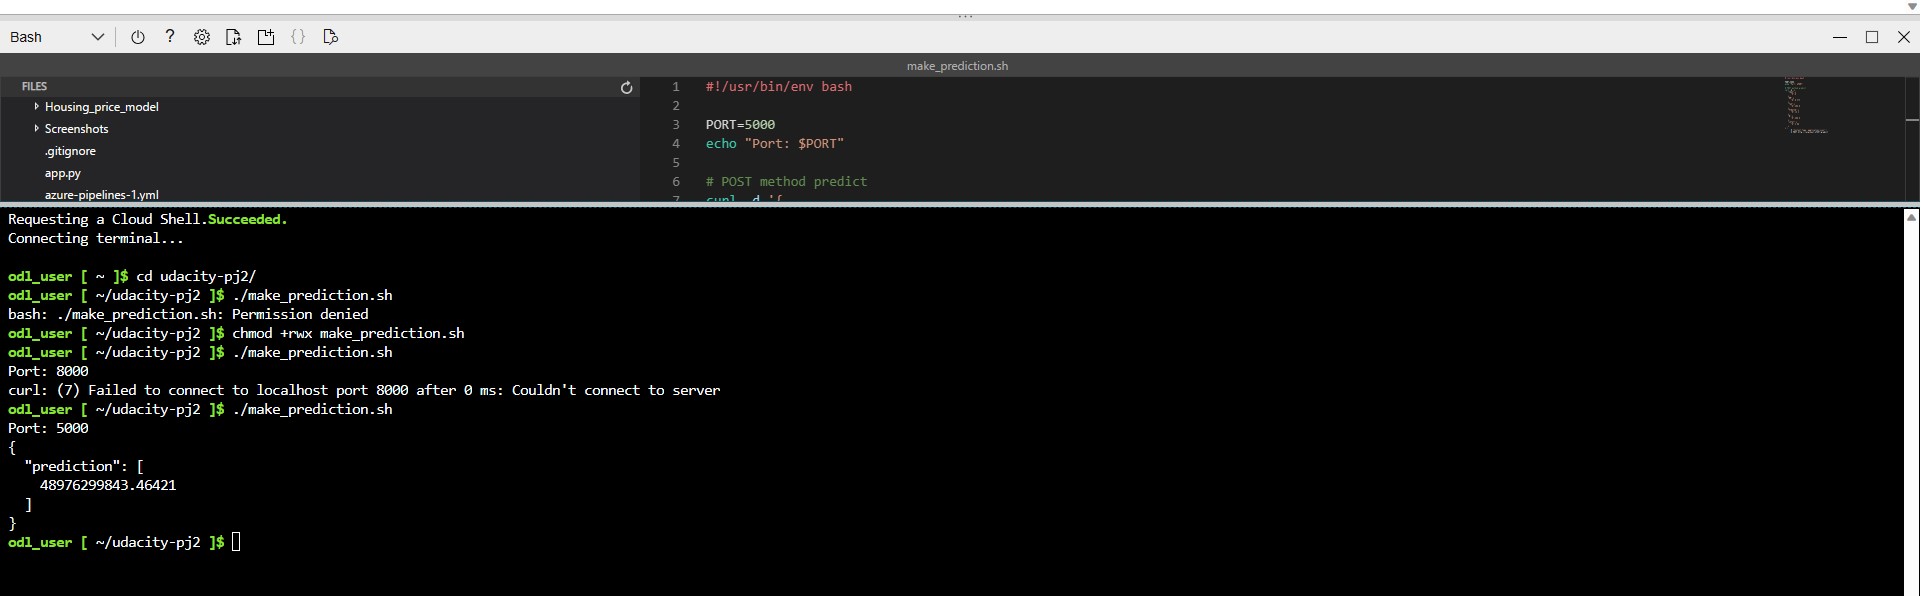 Bash ?
make_prediction.sh
FILES
Housing_price_model
Screenshots
.gitignore
app.py
azure-pipelines-1.yml
1 #!/usr/bin/env bash
2
3 PORT=5000
4 echo "Port: $PORT"
5
6 # POST method predict
7 curl -d '{
Requesting a Cloud Shell.Succeeded.
Connecting terminal...
odl_user [ ~ ]$ cd udacity-pj2/
odl_user [ ~/udacity-pj2 ]$ ./make_prediction.sh
bash: ./make_prediction.sh: Permission denied
odl_user [ ~/udacity-pj2 ]$ chmod +rwx make_prediction.sh
odl_user [ ~/udacity-pj2 ]$ ./make_prediction.sh
Port: 8000
curl: (7) Failed to connect to localhost port 8000 after 0 ms: Couldn't connect to server
odl_user [ ~/udacity-pj2 ]$ ./make_prediction.sh
Port: 5000
{
  "prediction": [
    48976299843.46421
  ]
}
odl_user [ ~/udacity-pj2 ]$